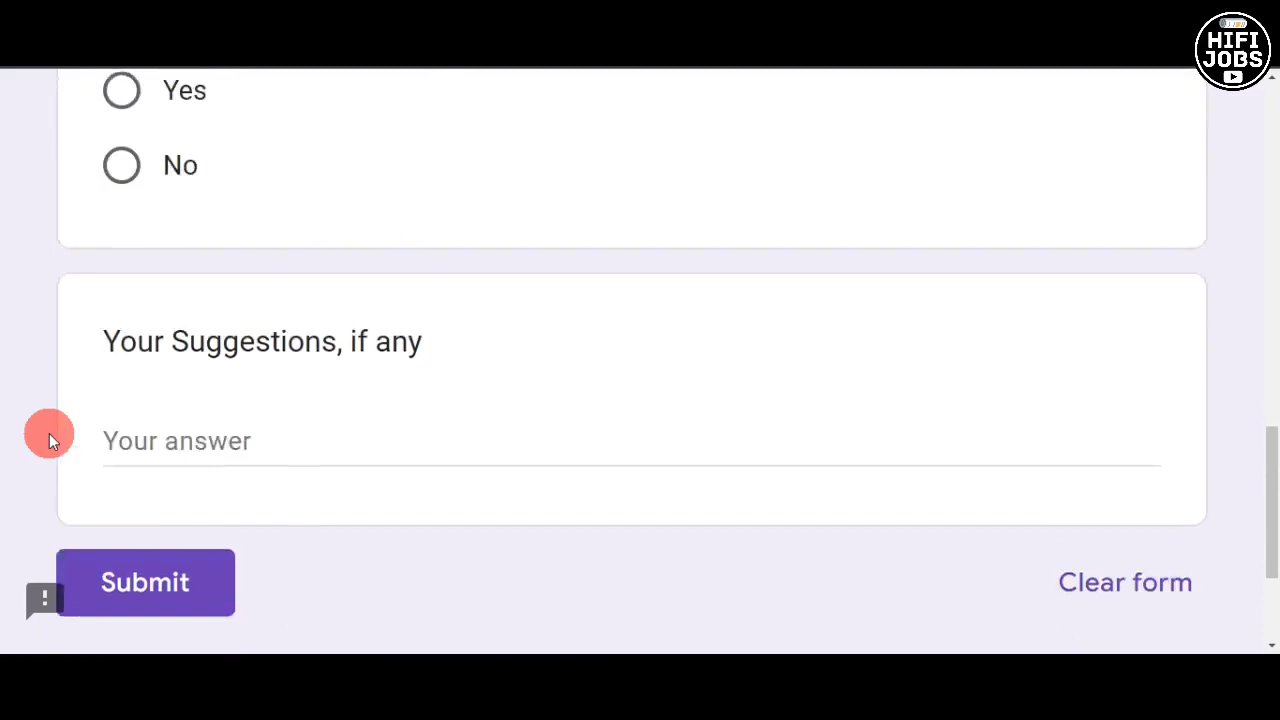 HIFI
JOBS
Yes
No
Your Suggestions, if any
Your answer
Submit
Clear form